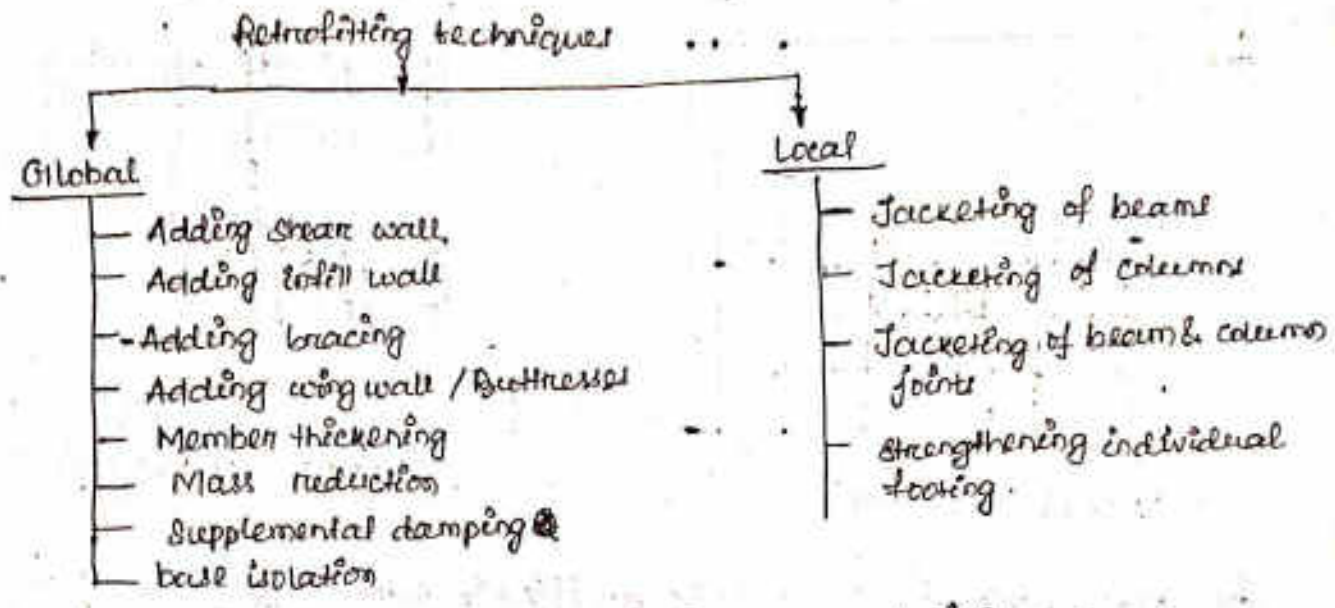 Retrofitting techniques
Global
Adding shear wall
Adding infill wall
Adding bracing
Adding wing wall / Buttresses
Member thickening
Mass reduction
Supplemental damping
base isolation
Local
Jacketing of beams
Jacketing of columns
Jacketing of beam & column
joints
strengthening individual
footing.